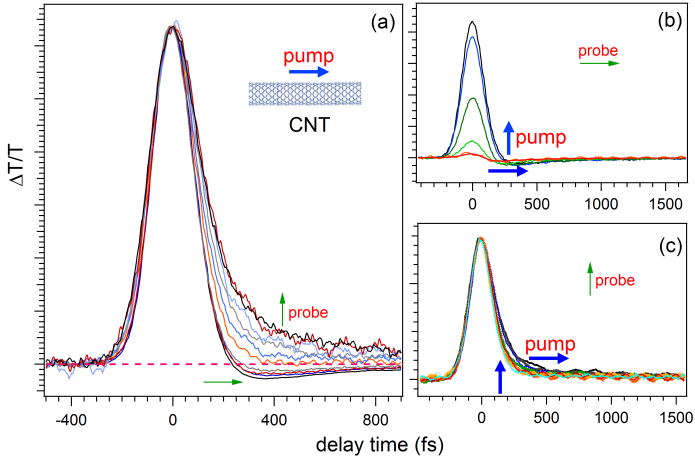 (a)
pump
CNT
ΔT/T
probe
-400
0
400
800
(b)
probe
pump
0
500
1000
1500
(c)
probe
pump
0
500
1000
1500
delay time (fs)